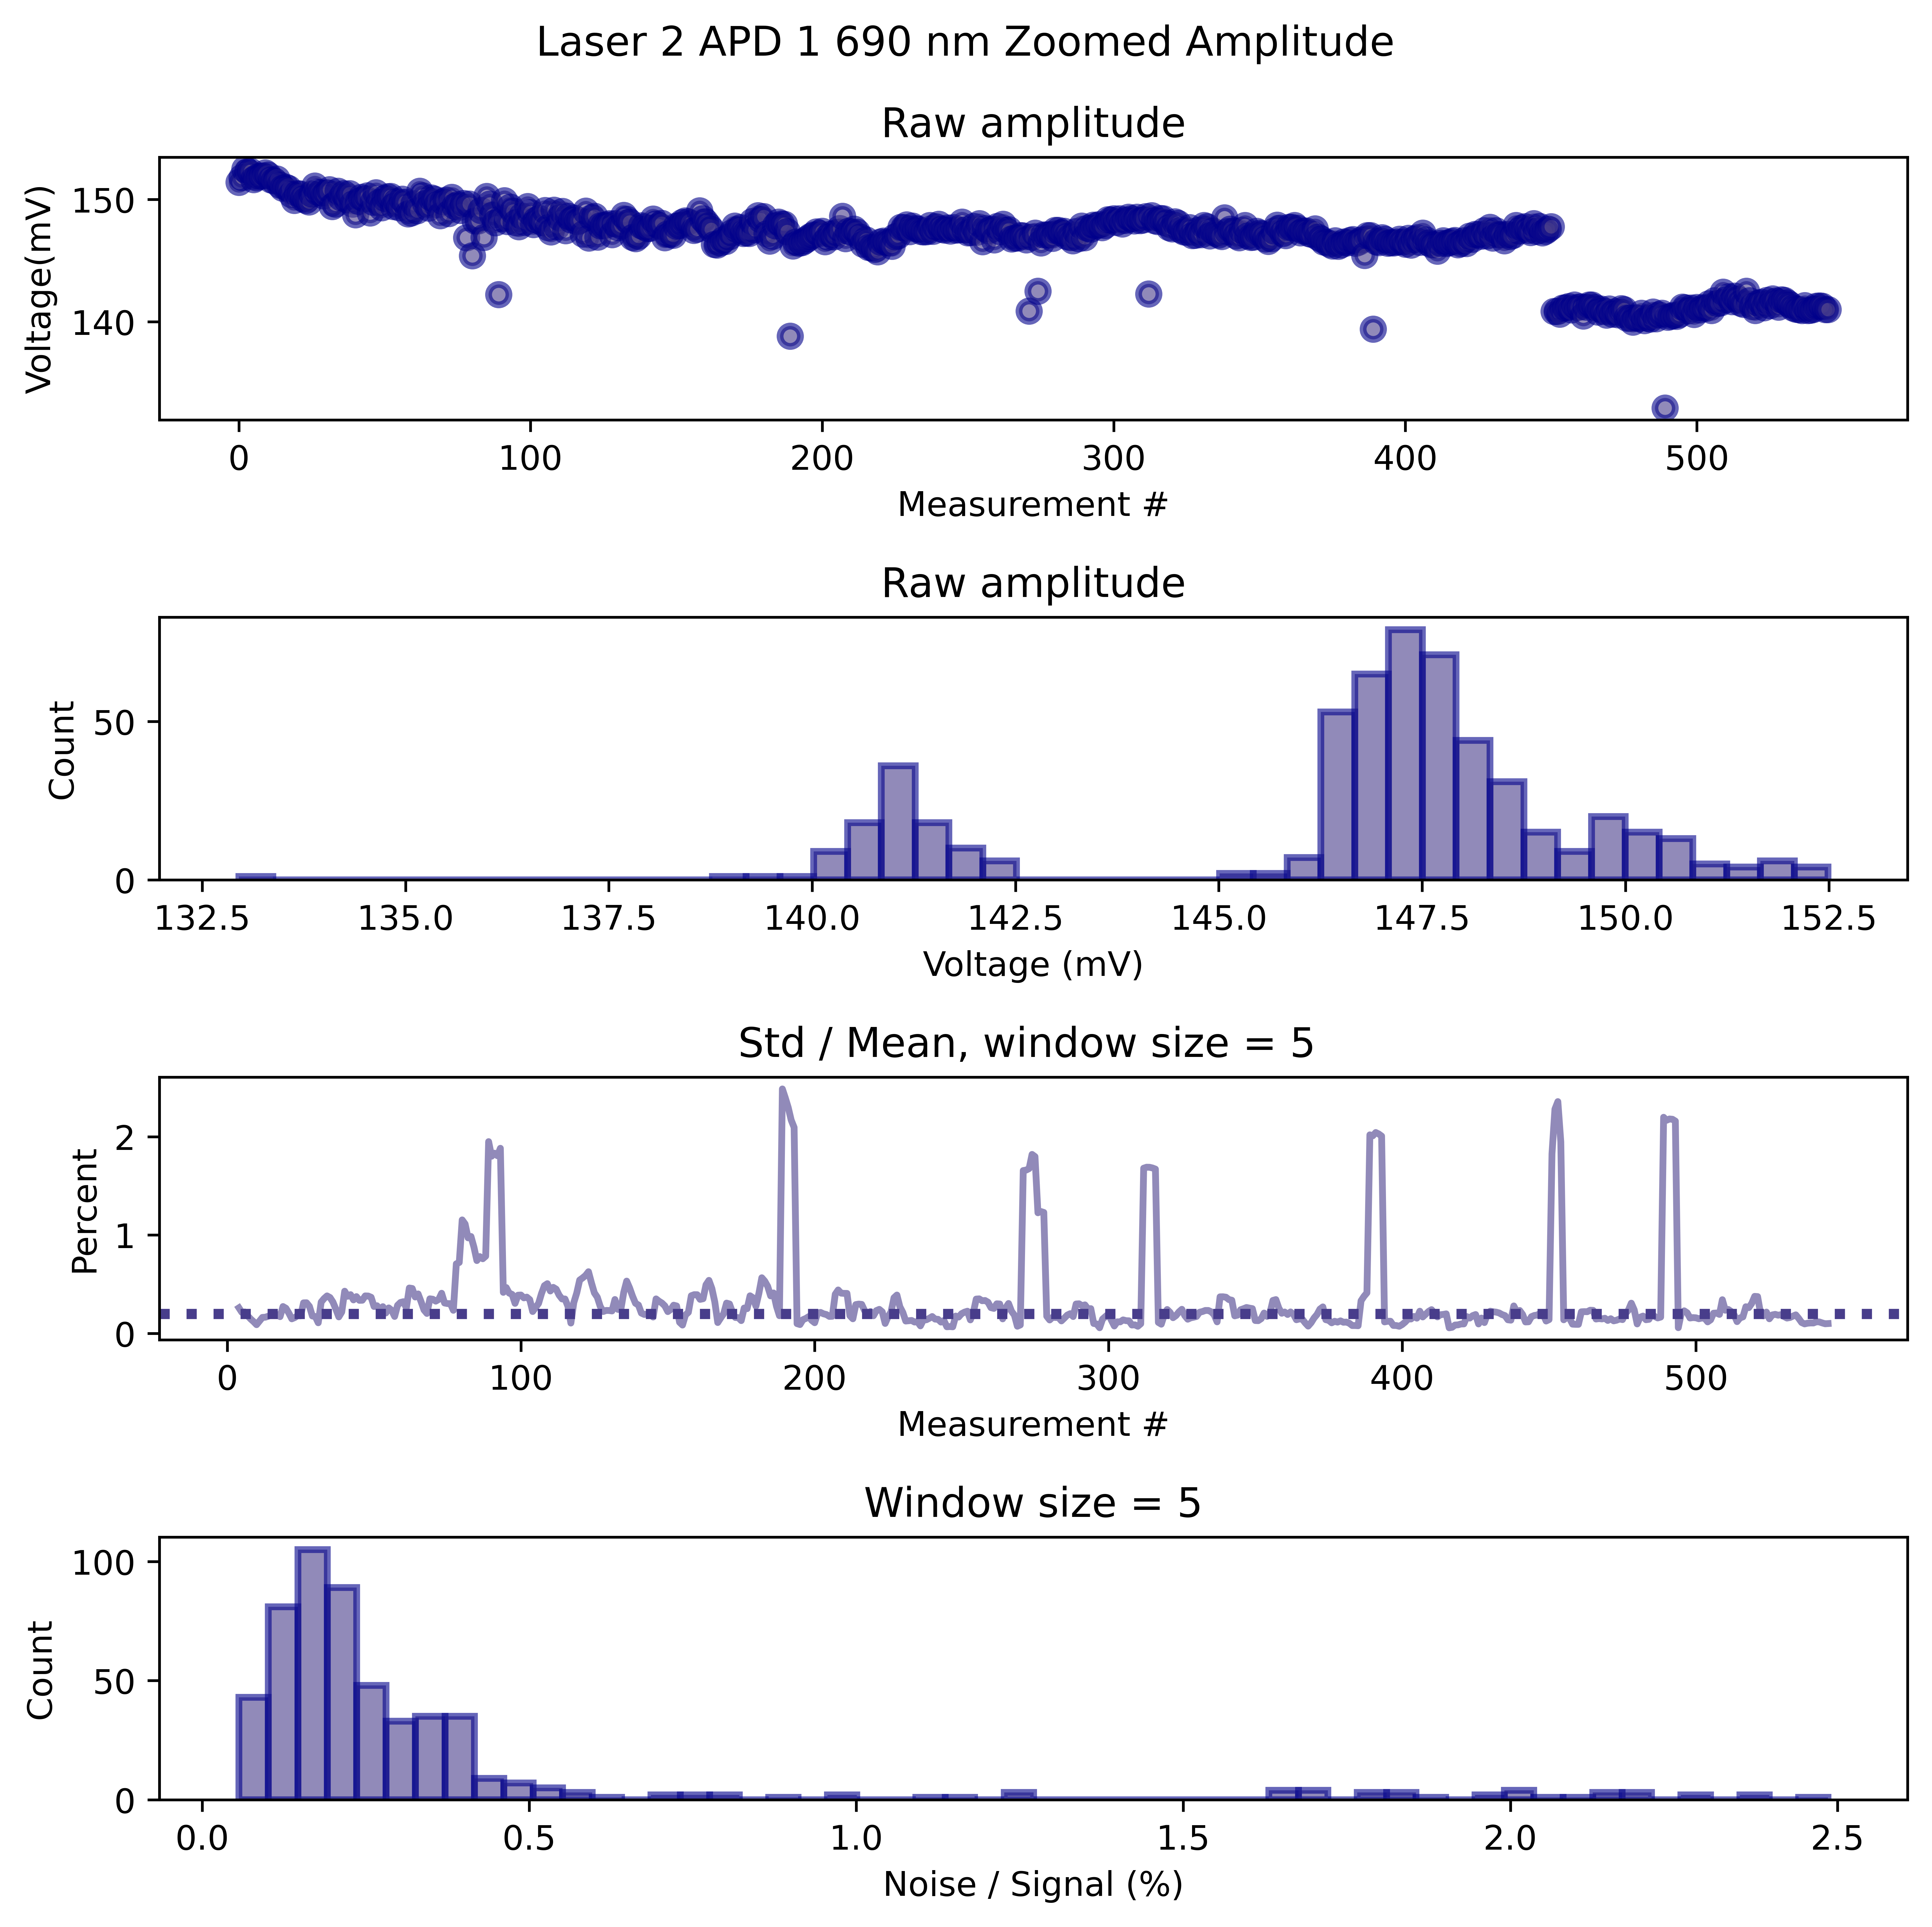 Laser 2 APD 1 690 nm Zoomed Amplitude
Raw amplitude
Voltage(mV)
150
140
0 100 200 300 400 500
Measurement #
Raw amplitude
Count
50
0
132.5 135.0 137.5 140.0 142.5 145.0 147.5 150.0 152.5
Voltage (mV)
Std / Mean, window size = 5
Percent
2
1
0
0 100 200 300 400 500
Measurement #
Window size = 5
Count
100
50
0
0.0 0.5 1.0 1.5 2.0 2.5
Noise / Signal (%)